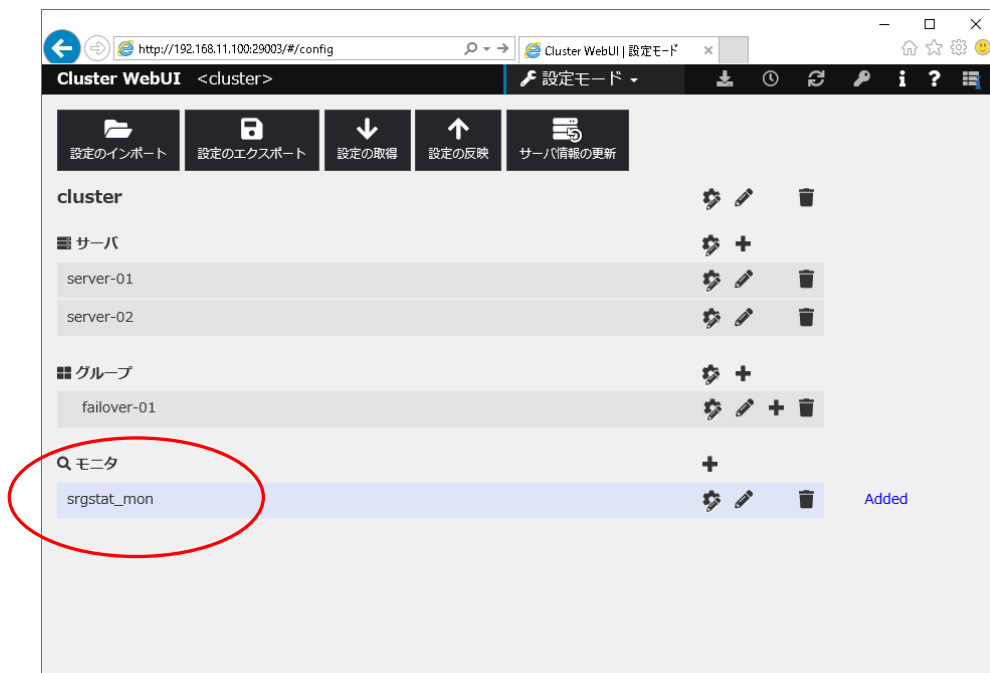 http://192.168.11.100:29003/#/config
Cluster WebUI | 設定モード
Cluster WebUI <cluster>
設定モード
設定のインポート
設定のエクスポート
設定の取得
設定の反映
サーバ情報の更新
cluster
サーバ
server-01
server-02
グループ
failover-01
モニタ
srgstat_mon
Added